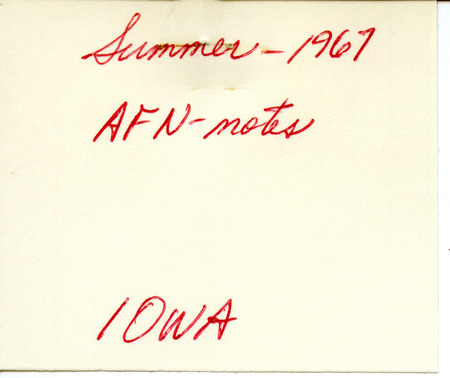 Summer - 1967
AFN - notes
IOWA